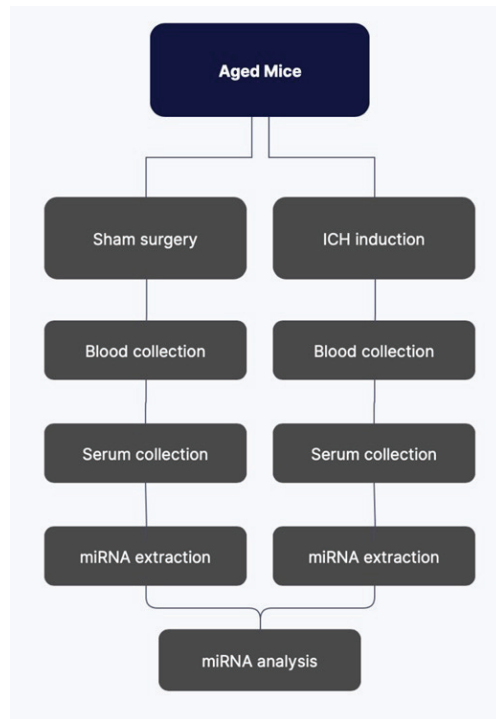 Aged Mice
Sham surgery
ICH induction
Blood collection
Blood collection
Serum collection
Serum collection
miRNA extraction
miRNA extraction
miRNA analysis